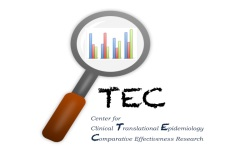 TEC
Center for
Clinical Translational Epidemiology
Comparative Effectiveness Research